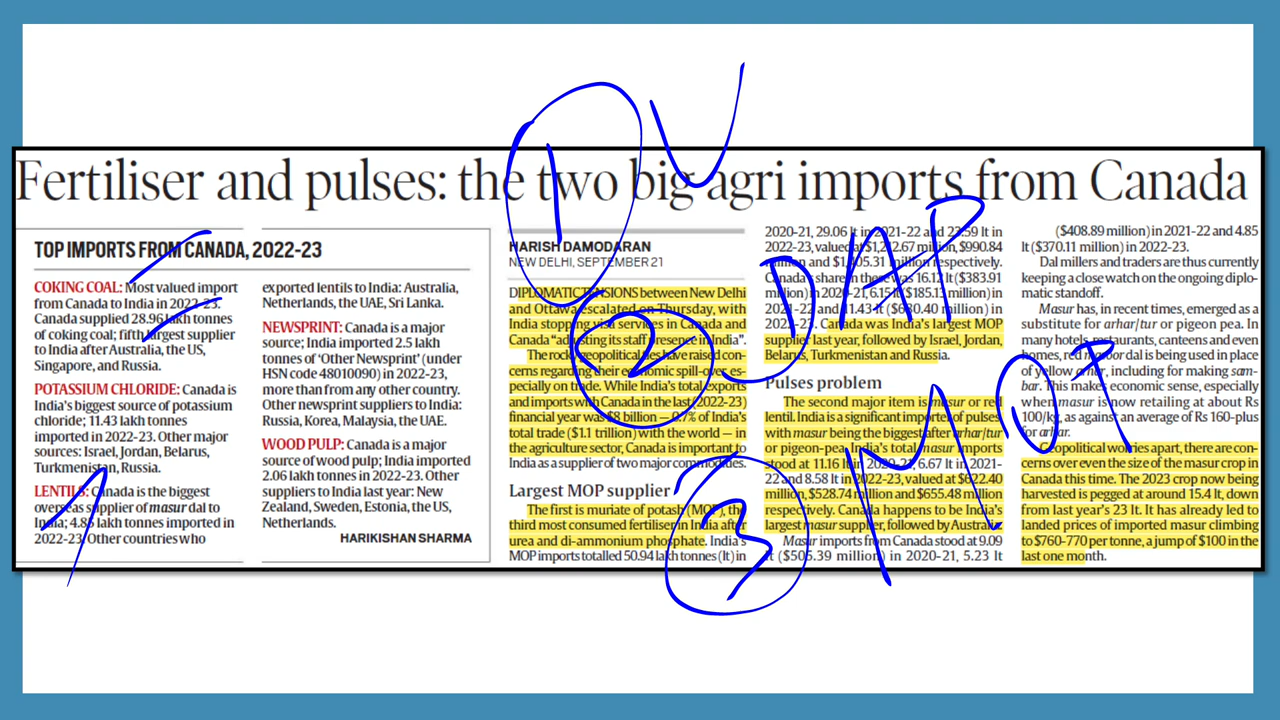 Fertiliser and pulses: the two big agri imports from Canada
TOP IMPORTS FROM CANADA, 2022-23
COKING COAL: Most valued import
from Canada to India in 2022-23.
Canada supplied 28.96 lakh tonnes
of coking coal; fifth largest supplier
to India after Australia, the US,
Singapore, and Russia.
POTASSIUM CHLORIDE: Canada is
India's biggest source of potassium
chloride; 11.43 lakh tonnes
imported in 2022-23. Other major
sources: Israel, Jordan, Belarus,
Turkmenistan, Russia.
LENTILS: Canada is the biggest
overseas supplier of masur dal to
India; 4.85 lakh tonnes imported in
2022-23. Other countries who
exported lentils to India: Australia,
Netherlands, the UAE, Sri Lanka.
NEWSPRINT: Canada is a major
source; India imported 2.5 lakh
tonnes of 'Other Newsprint' (under
HSN code 48010090) in 2022-23,
more than from any other country.
Other newsprint suppliers to India:
Russia, Korea, Malaysia, the UAE.
WOOD PULP: Canada is a major
source of wood pulp; India imported
2.06 lakh tonnes in 2022-23. Other
suppliers to India last year: New
Zealand, Sweden, Estonia, the US,
Netherlands.
HARIKISHAN SHARMA
HARISH DAMODARAN
NEW DELHI, SEPTEMBER 21
DIPLOMATIC TENSIONS between New Delhi
and Ottawa escalated on Thursday, with
India stopping visa services in Canada and
Canada "adjusting its staff presence in India".
The rocky geopolitical ties have raised con-
cerns regarding their economic spill-over es-
pecially on trade. While India's total exports
and imports with Canada in the last (2022-23)
financial year was $8 billion — 0.7% of India's
total trade ($1.1 trillion) with the world — in
the agriculture sector, Canada is important to
India as a supplier of two major commodities.
Largest MOP supplier
The first is muriate of potash (MOP), the
third most consumed fertiliser in India after
urea and di-ammonium phosphate. India's
MOP imports totalled 50.94 lakh tonnes (lt) in
2020-21, 29.06 lt in 2021-22 and 23.59 lt in
2022-23, valued at million, $990.84
million and million respectively.
Canada's share in these was 16.12 lt ($383.91
million) in 2020-21, 6.15 lt ($185.13 million) in
2021-22 and 11.43 lt million) in
2022-23. Canada was India's largest MOP
supplier last year, followed by Israel, Jordan,
Belarus, Turkmenistan and Russia.
Pulses problem
The second major item is masur or red
lentil. India is a significant importer of pulses,
with masur being the biggest after arhar/tur
or pigeon-pea. India's total masur imports
stood at 11.16 lt in 2020-21, 6.67 lt in 2021-
22 and 8.58 lt in 2022-23, valued at $622.40
million, $528.74 million and $655.48 million
respectively. Canada happens to be India's
largest masur supplier, followed by Australia.
Masur imports from Canada stood at 9.09
lt ($505.39 million) in 2020-21, 5.23 lt
($408.89 million) in 2021-22 and 4.85
lt ($370.11 million) in 2022-23.
Dal millers and traders are thus currently
keeping a close watch on the ongoing diplo-
matic standoff.
Masur has, in recent times, emerged as a
substitute for arhar/tur or pigeon pea. In
many hotels, restaurants, canteens and even
homes, red masoor dal is being used in place
of yellow arhar, including for making sam-
bar. This makes economic sense, especially
when masur is now retailing at about Rs
100/kg, as against an average of Rs 160-plus
for arhar.
Geopolitical worries apart, there are con-
cerns over even the size of the masur crop in
Canada this time. The 2023 crop now being
harvested is pegged at around 15.4 lt, down
from last year's 23 lt. It has already led to
landed prices of imported masur climbing
to $760-770 per tonne, a jump of $100 in the
last one month.
1 U
2 DAP
3 MOP